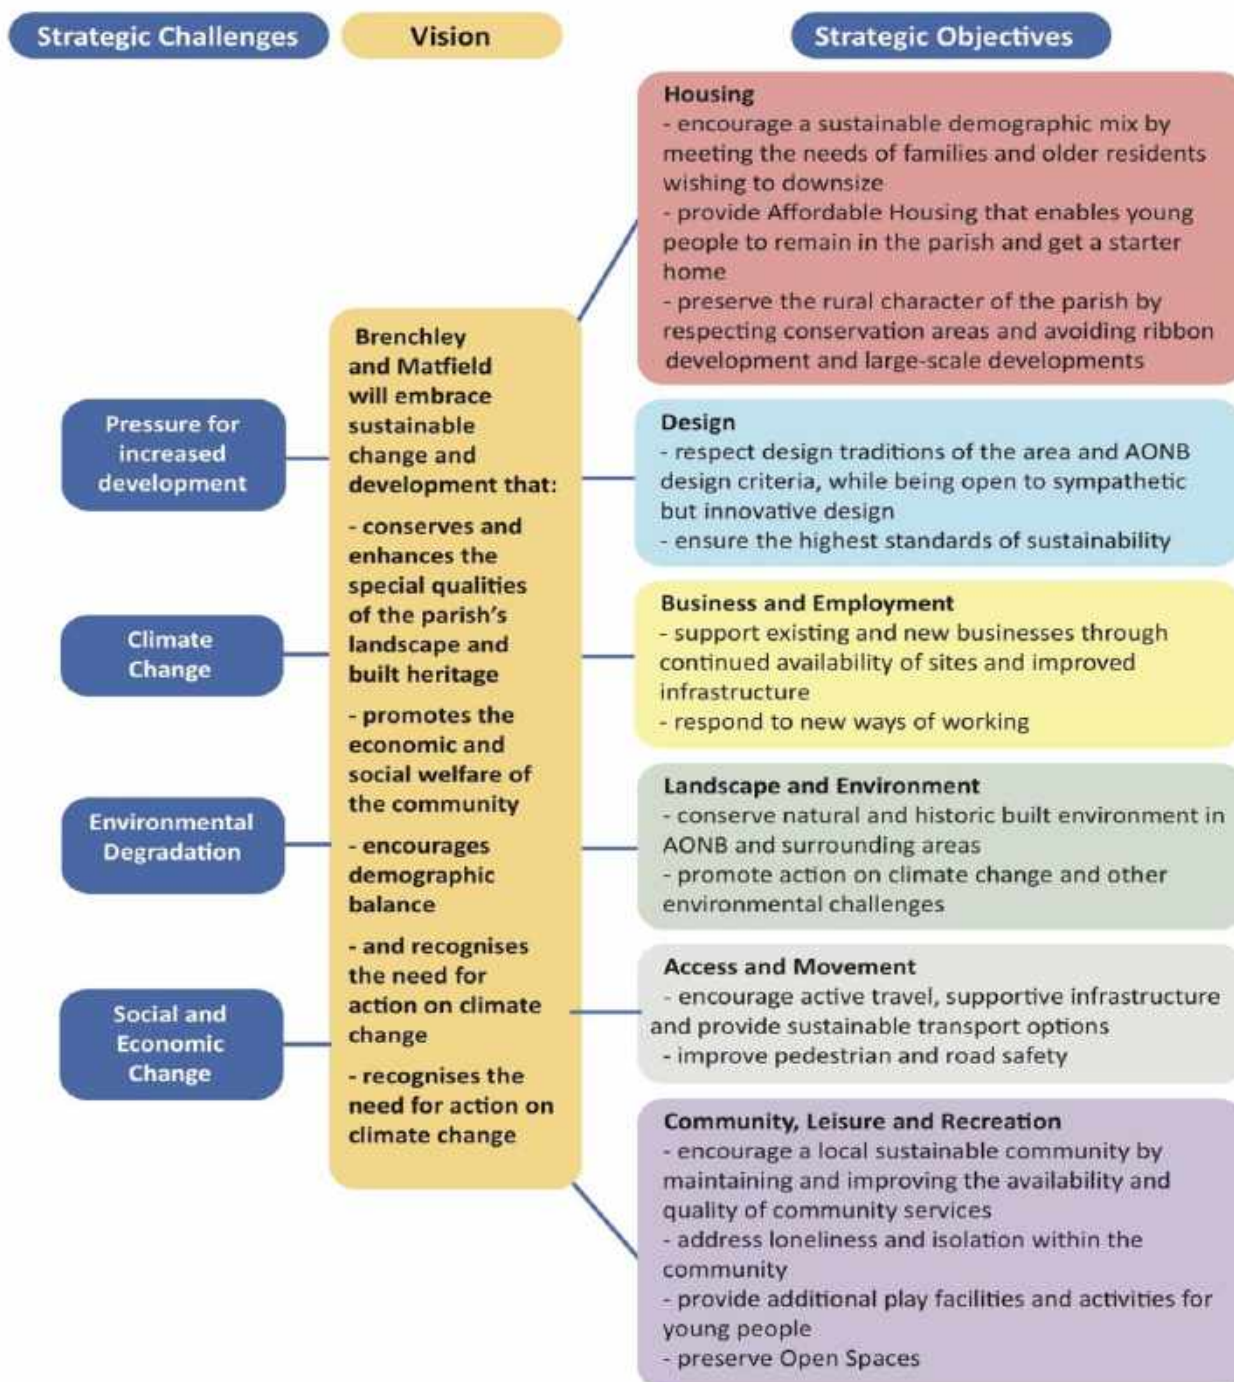 Strategic Challenges
Vision
Strategic Objectives
Pressure for
increased
development
Climate
Change
Environmental
Degradation
Social and
Economic
Change
Brenchley
and Matfield
will embrace
sustainable
change and
development that:
- conserves and
enhances the
special qualities
of the parish's
landscape and
built heritage
- promotes the
economic and
social welfare of
the community
- encourages
demographic
balance
- and recognises
the need for
action on climate
change
- recognises the
need for action on
climate change
Housing
- encourage a sustainable demographic mix by
meeting the needs of families and older residents
wishing to downsize
- provide Affordable Housing that enables young
people to remain in the parish and get a starter
home
- preserve the rural character of the parish by
respecting conservation areas and avoiding ribbon
development and large-scale developments
Design
- respect design traditions of the area and AONB
design criteria, while being open to sympathetic
but innovative design
- ensure the highest standards of sustainability
Business and Employment
- support existing and new businesses through
continued availability of sites and improved
infrastructure
- respond to new ways of working
Landscape and Environment
- conserve natural and historic built environment in
AONB and surrounding areas
- promote action on climate change and other
environmental challenges
Access and Movement
- encourage active travel, supportive infrastructure
and provide sustainable transport options
- improve pedestrian and road safety
Community, Leisure and Recreation
- encourage a local sustainable community by
maintaining and improving the availability and
quality of community services
- address loneliness and isolation within the
community
- provide additional play facilities and activities for
young people
- preserve Open Spaces